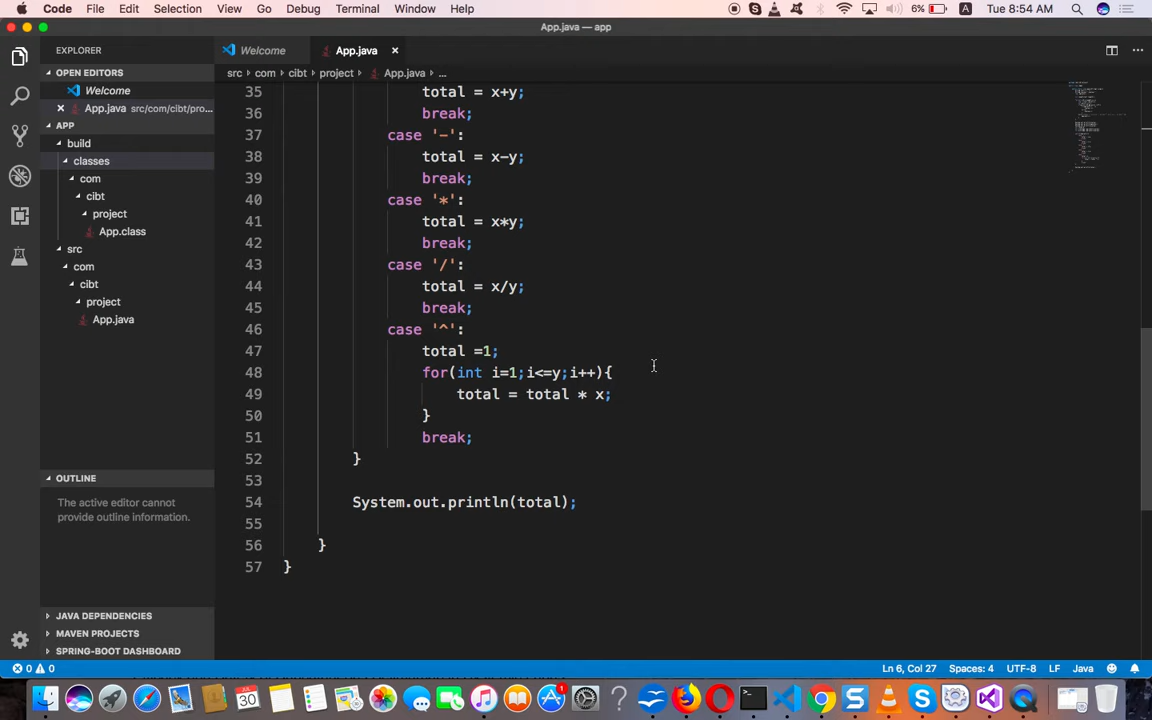 Code File Edit Selection View Go Debug Terminal Window Help 6% A Tue 8:54 AM
App.java — app
EXPLORER
Welcome
App.java
OPEN EDITORS
src › com › cibt › project › App.java › ...
Welcome
App.java src/com/cibt/pro...
APP
build
classes
com
cibt
project
App.class
src
com
cibt
project
App.java
OUTLINE
The active editor cannot
provide outline information.
JAVA DEPENDENCIES
MAVEN PROJECTS
SPRING-BOOT DASHBOARD
35 total = x+y;
36 break;
37 case '-':
38 total = x-y;
39 break;
40 case '*':
41 total = x*y;
42 break;
43 case '/':
44 total = x/y;
45 break;
46 case '^':
47 total =1;
48 for(int i=1;i<=y;i++){
49 total = total * x;
50 }
51 break;
52 }
53
54 System.out.println(total);
55
56 }
57 }
0 0 Ln 6, Col 27 Spaces: 4 UTF-8 LF Java
JUL
30
1